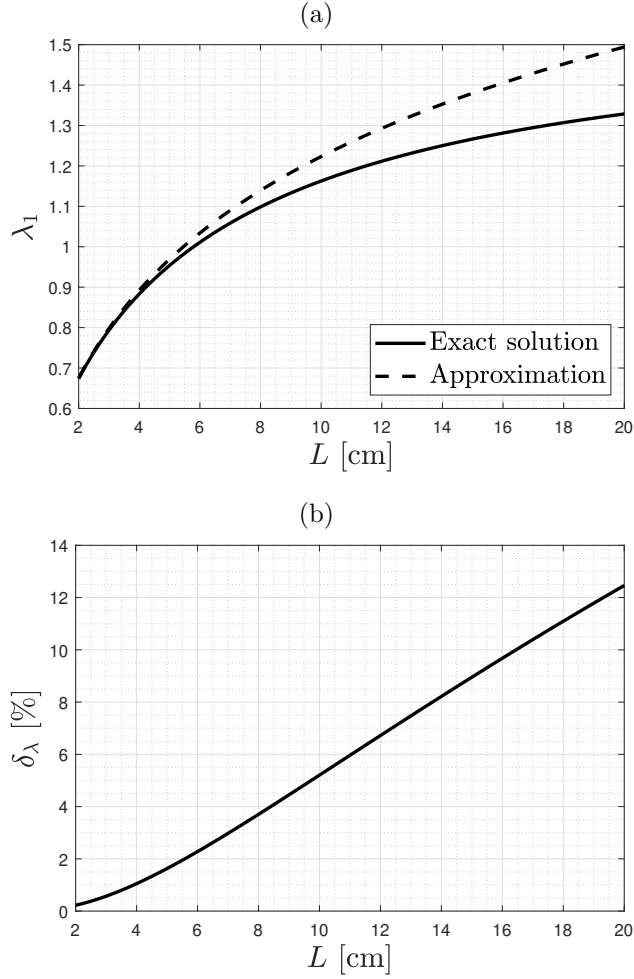 (a)
1.5
1.4
1.3
1.2
1.1
1
0.9
0.8
0.7
0.6
λ₁
Exact solution
Approximation
2 4 6 8 10 12 14 16 18 20
L [cm]
(b)
14
12
10
8
6
4
2
0
δ_λ [%]
2 4 6 8 10 12 14 16 18 20
L [cm]